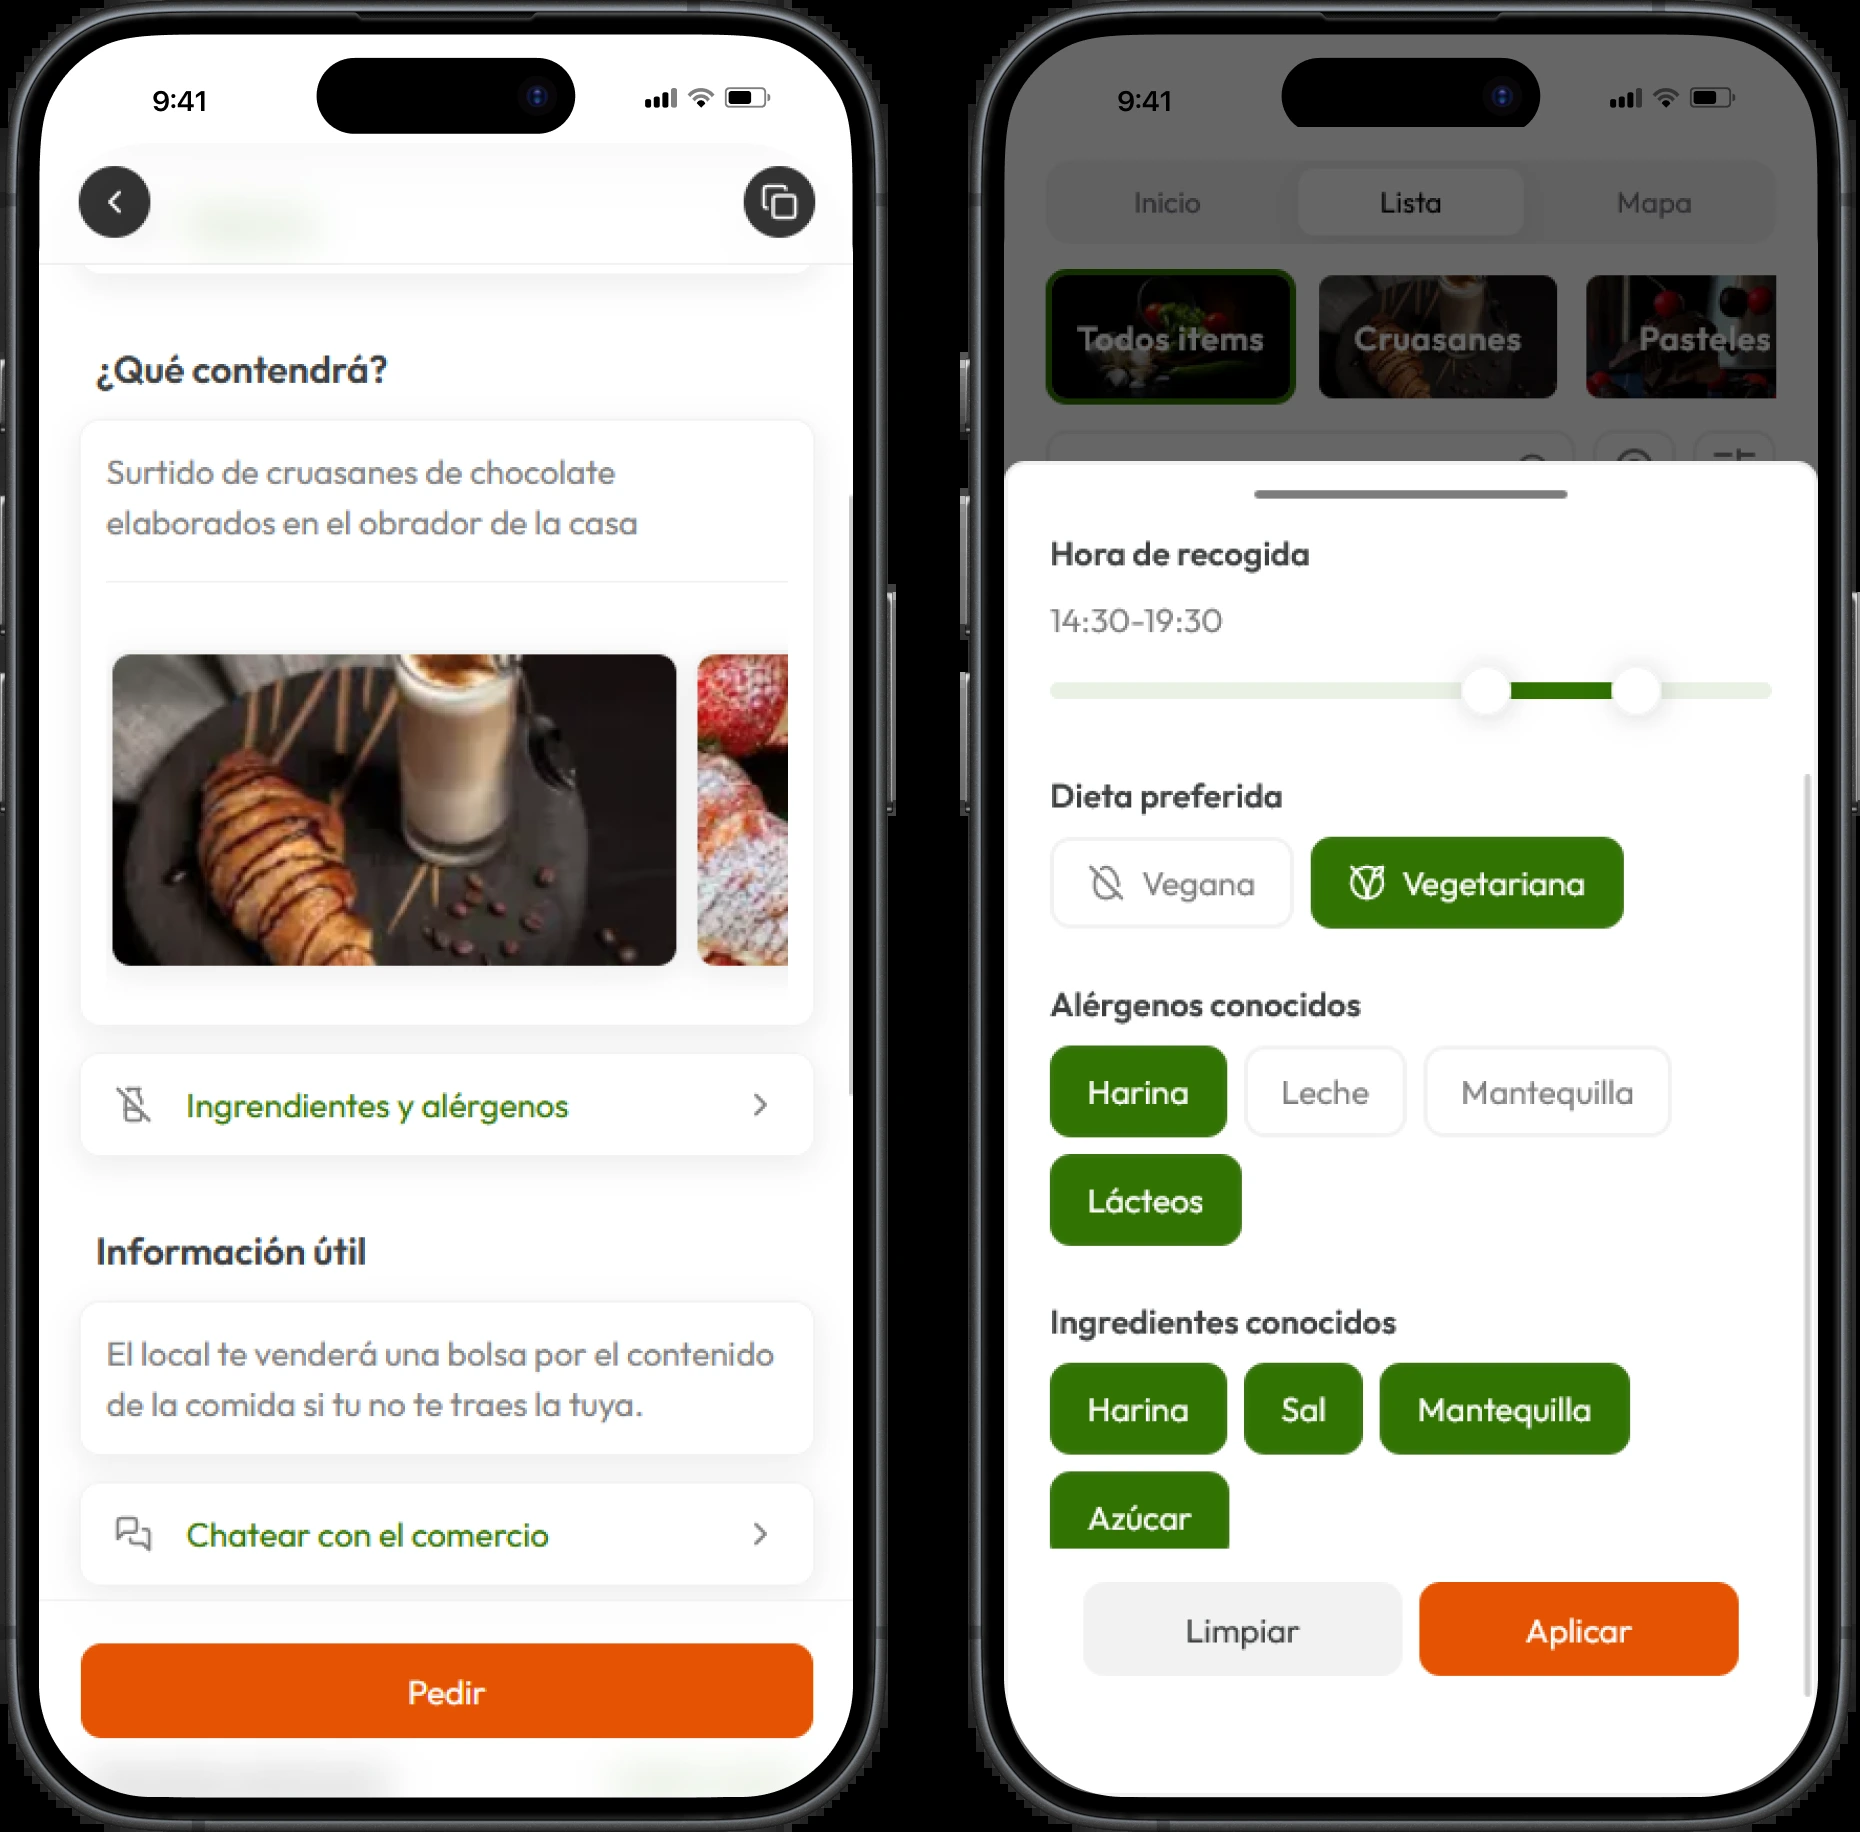 9:41
¿Qué contendrá?
Surtido de cruasanes de chocolate
elaborados en el obrador de la casa
Ingrendientes y alérgenos
Información útil
El local te venderá una bolsa por el contenido
de la comida si tu no te traes la tuya.
Chatear con el comercio
Pedir
9:41
Inicio Lista Mapa
Todos items Cruasanes Pasteles
Hora de recogida
14:30-19:30
Dieta preferida
Vegana Vegetariana
Alérgenos conocidos
Harina Leche Mantequilla
Lácteos
Ingredientes conocidos
Harina Sal Mantequilla
Azúcar
Limpiar Aplicar